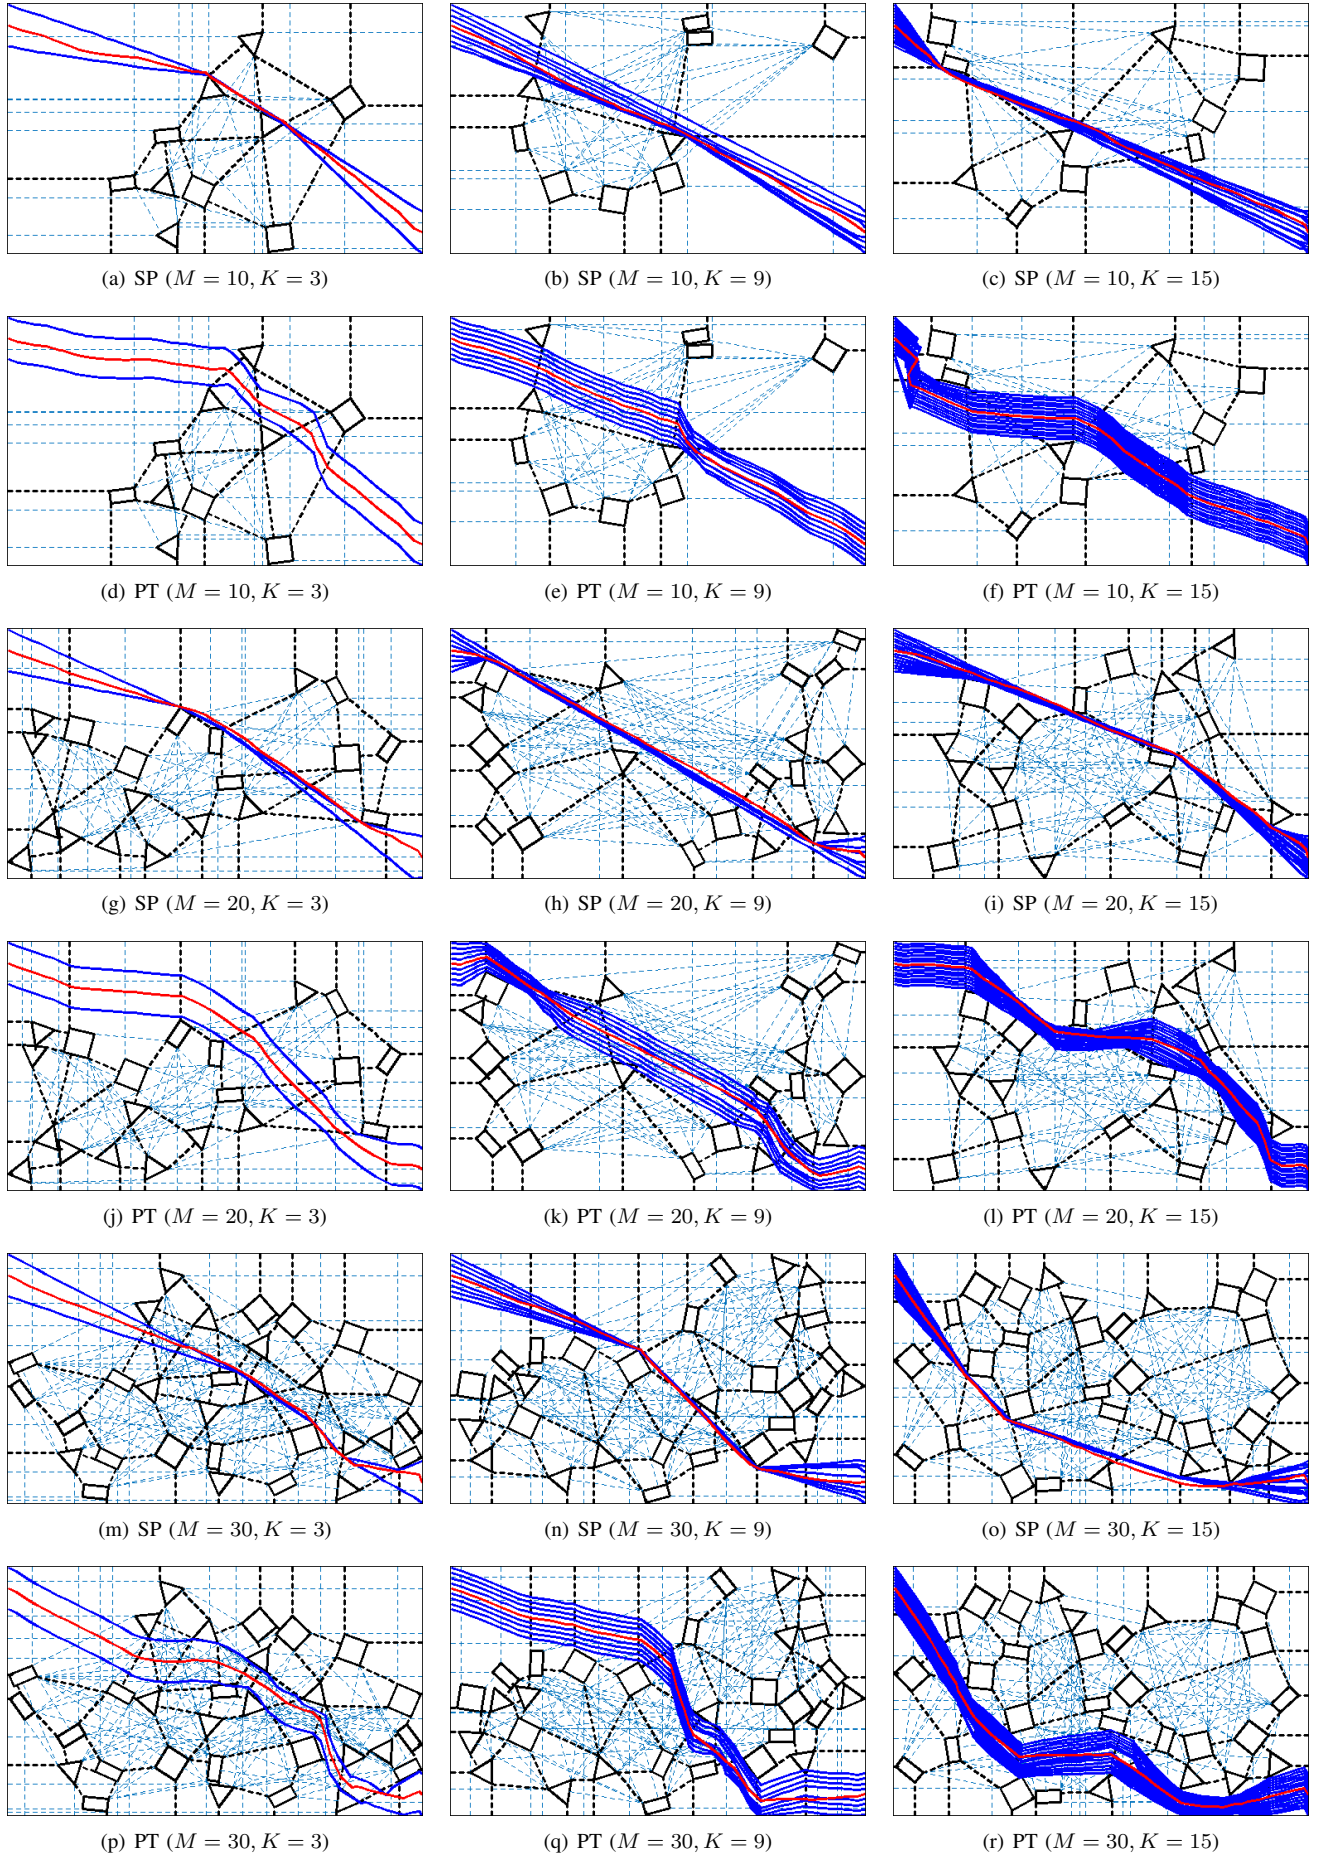 (a) SP (M = 10, K = 3)
(b) SP (M = 10, K = 9)
(c) SP (M = 10, K = 15)
(d) PT (M = 10, K = 3)
(e) PT (M = 10, K = 9)
(f) PT (M = 10, K = 15)
(g) SP (M = 20, K = 3)
(h) SP (M = 20, K = 9)
(i) SP (M = 20, K = 15)
(j) PT (M = 20, K = 3)
(k) PT (M = 20, K = 9)
(l) PT (M = 20, K = 15)
(m) SP (M = 30, K = 3)
(n) SP (M = 30, K = 9)
(o) SP (M = 30, K = 15)
(p) PT (M = 30, K = 3)
(q) PT (M = 30, K = 9)
(r) PT (M = 30, K = 15)